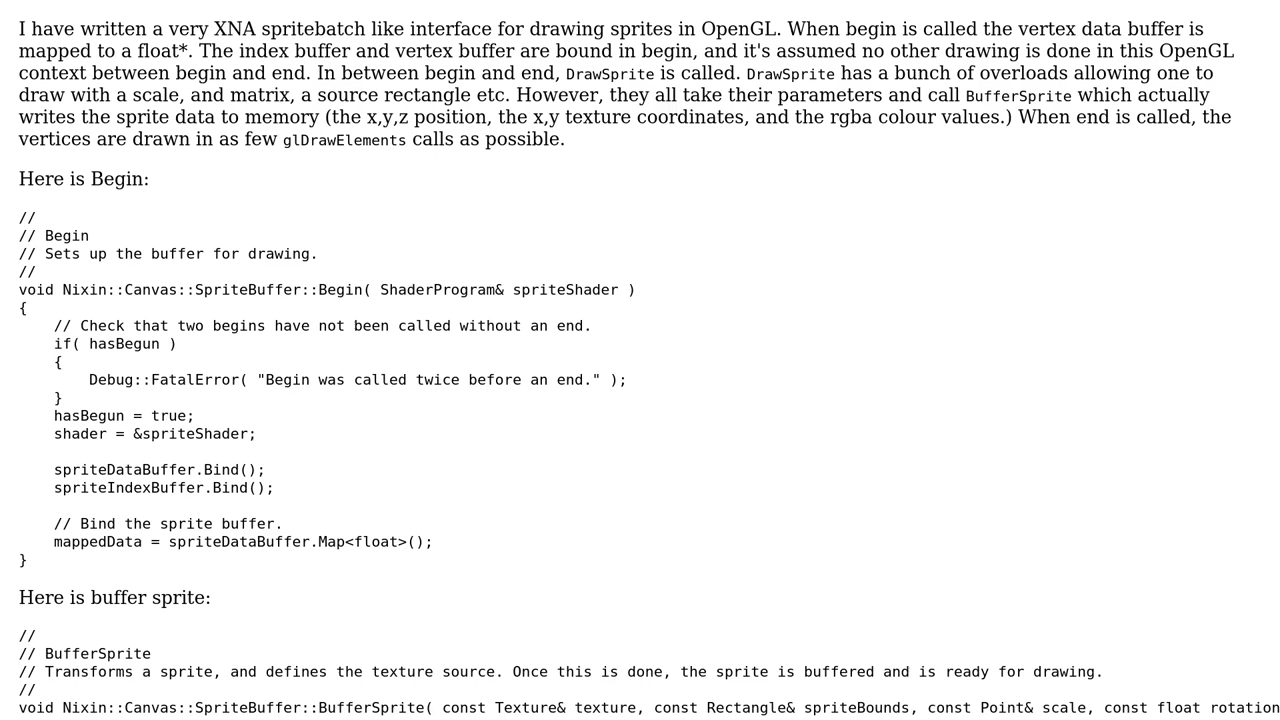 I have written a very XNA spritebatch like interface for drawing sprites in OpenGL. When begin is called the vertex data buffer is
mapped to a float*. The index buffer and vertex buffer are bound in begin, and it's assumed no other drawing is done in this OpenGL
context between begin and end. In between begin and end, DrawSprite is called. DrawSprite has a bunch of overloads allowing one to
draw with a scale, and matrix, a source rectangle etc. However, they all take their parameters and call BufferSprite which actually
writes the sprite data to memory (the x,y,z position, the x,y texture coordinates, and the rgba colour values.) When end is called, the
vertices are drawn in as few glDrawElements calls as possible.
Here is Begin:
//
// Begin
// Sets up the buffer for drawing.
//
void Nixin::Canvas::SpriteBuffer::Begin( ShaderProgram& spriteShader )
{
    // Check that two begins have not been called without an end.
    if( hasBegun )
    {
        Debug::FatalError( "Begin was called twice before an end." );
    }
    hasBegun = true;
    shader = &spriteShader;
    spriteDataBuffer.Bind();
    spriteIndexBuffer.Bind();
    // Bind the sprite buffer.
    mappedData = spriteDataBuffer.Map<float>();
}
Here is buffer sprite:
//
// BufferSprite
// Transforms a sprite, and defines the texture source. Once this is done, the sprite is buffered and is ready for drawing.
//
void Nixin::Canvas::SpriteBuffer::BufferSprite( const Texture& texture, const Rectangle& spriteBounds, const Point& scale, const float rotation